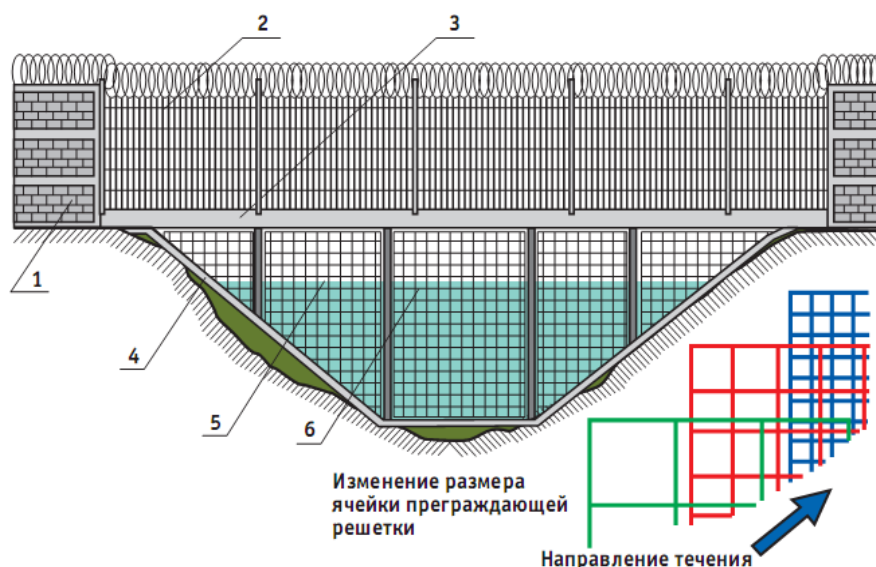 2
3
1
4
5
6
Изменение размера
ячейки преграждающей
решетки
Направление течения